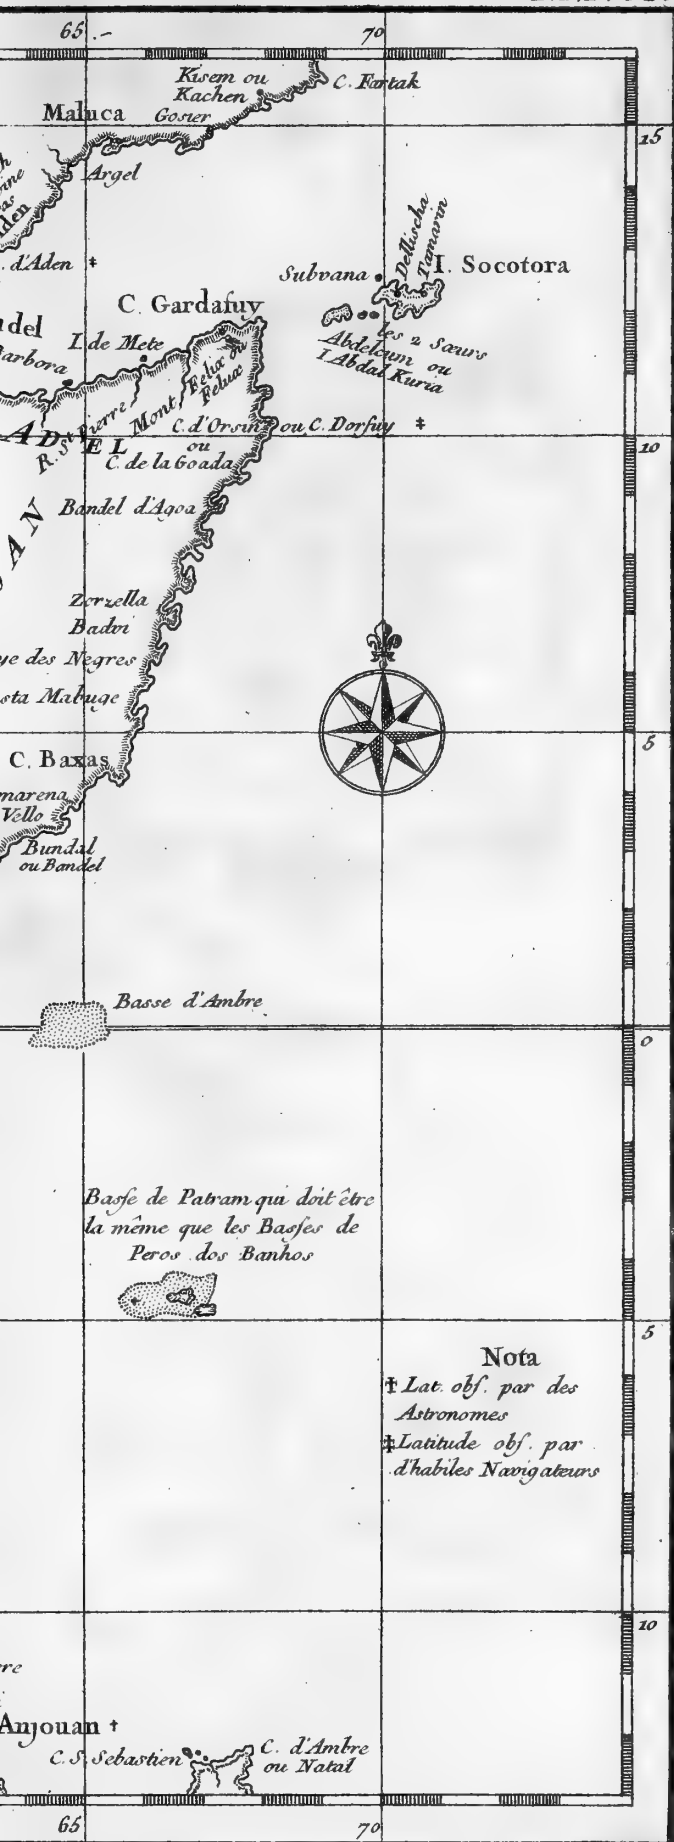 65
70
Kisem ou
Kachen
C. Fartak
Maluca
Gosier
15
Argel
d'Aden ‡
Dellischa
Tamarin
Subvana
I. Socotora
C. Gardafuy
les 2 Sœurs
Abdelcum ou
I Abdal Kuria
I. de Mete
Barbora
Mont Felix ou
Felux
R. St. Pierre
ADEL
C. d'Orsin ou C. Dorfuy ‡
ou
C. de la Goada
10
Bandel d'Agoa
Zorzella
Badvi
des Negres
Mabuge
5
C. Baxas
Vello
Bundal
ou Bandel
Basse d'Ambre
0
Basse de Patram qui doit être
la même que les Basses de
Peros dos Banhos
5
Nota
† Lat. obs. par des
Astronomes
‡ Latitude obs. par
d'habiles Navigateurs
10
Anjouan †
C. S. Sebastien
C. d'Ambre
ou Natal
65
70